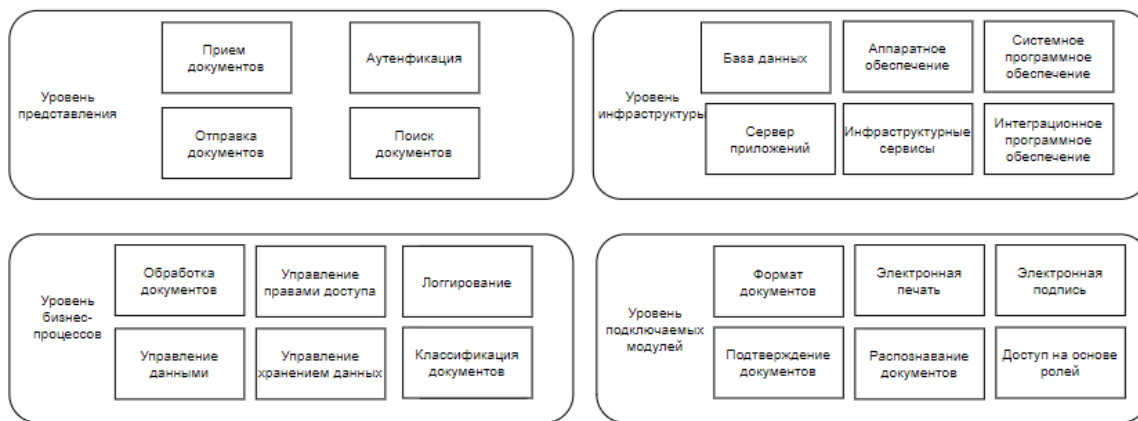 Уровень
представления
Прием
документов
Аутенфикация
Отправка
документов
Поиск
документов
Уровень
инфраструктуры
База данных
Аппаратное
обеспечение
Системное
программное
обеспечение
Сервер
приложений
Инфраструктурные
сервисы
Интеграционное
программное
обеспечение
Уровень
бизнес-
процессов
Обработка
документов
Управление
правами доступа
Логгирование
Управление
данными
Управление
хранением данных
Классификация
документов
Уровень
подключаемых
модулей
Формат
документов
Электронная
печать
Электронная
подпись
Подтверждение
документов
Распознавание
документов
Доступ на основе
ролей